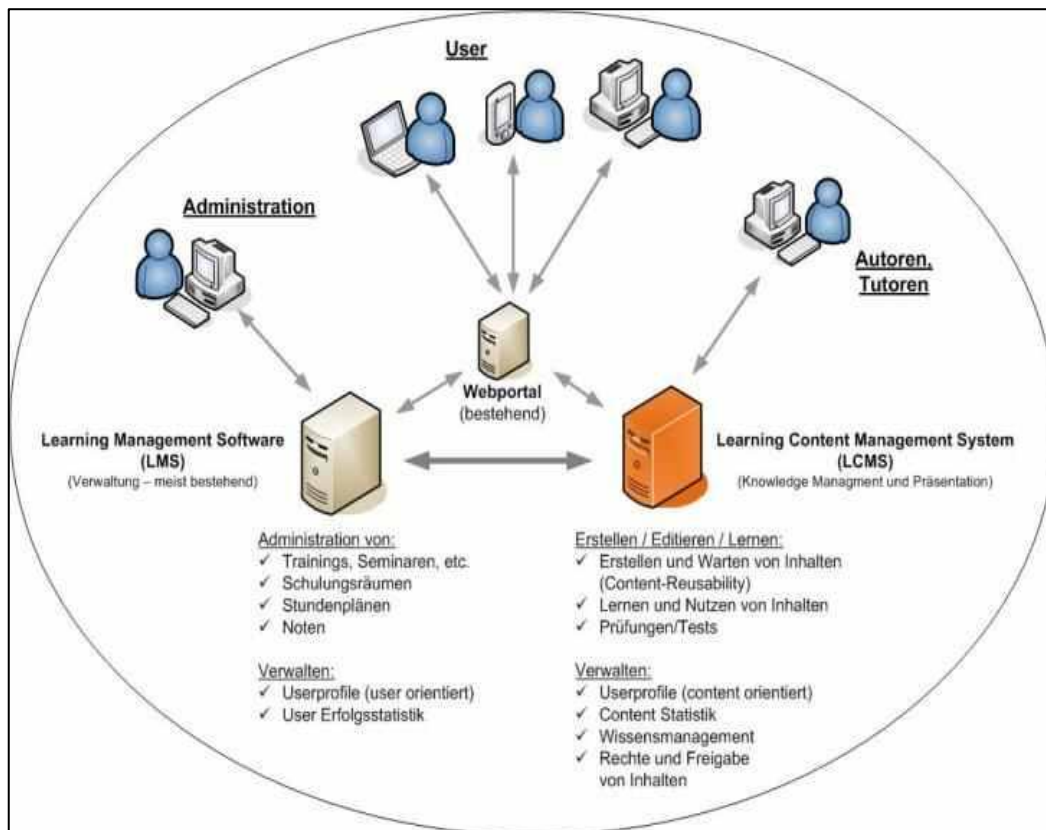 User
Administration
Autoren,
Tutoren
Webportal
(bestehend)
Learning Management Software
(LMS)
(Verwaltung – meist bestehend)
Learning Content Management System
(LCMS)
(Knowledge Managment und Präsentation)
Administration von:
✓ Trainings, Seminaren, etc.
✓ Schulungsräumen
✓ Stundenplänen
✓ Noten
Verwalten:
✓ Userprofile (user orientiert)
✓ User Erfolgsstatistik
Erstellen / Editieren / Lernen:
✓ Erstellen und Warten von Inhalten
(Content-Reusability)
✓ Lernen und Nutzen von Inhalten
✓ Prüfungen/Tests
Verwalten:
✓ Userprofile (content orientiert)
✓ Content Statistik
✓ Wissensmanagement
✓ Rechte und Freigabe
von Inhalten